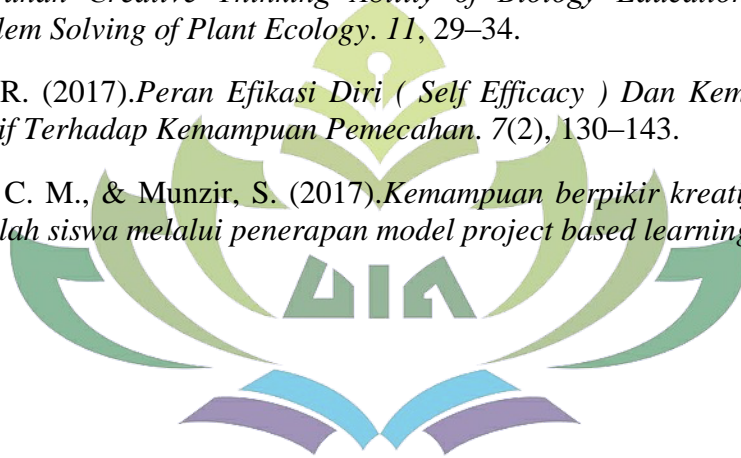 Creative Thinking Ability of Biology Education
lem Solving of Plant Ecology. 11, 29–34.
R. (2017).Peran Efikasi Diri ( Self Efficacy ) Dan Kem
if Terhadap Kemampuan Pemecahan. 7(2), 130–143.
C. M., & Munzir, S. (2017).Kemampuan berpikir kreati
lah siswa melalui penerapan model project based learning
UIN